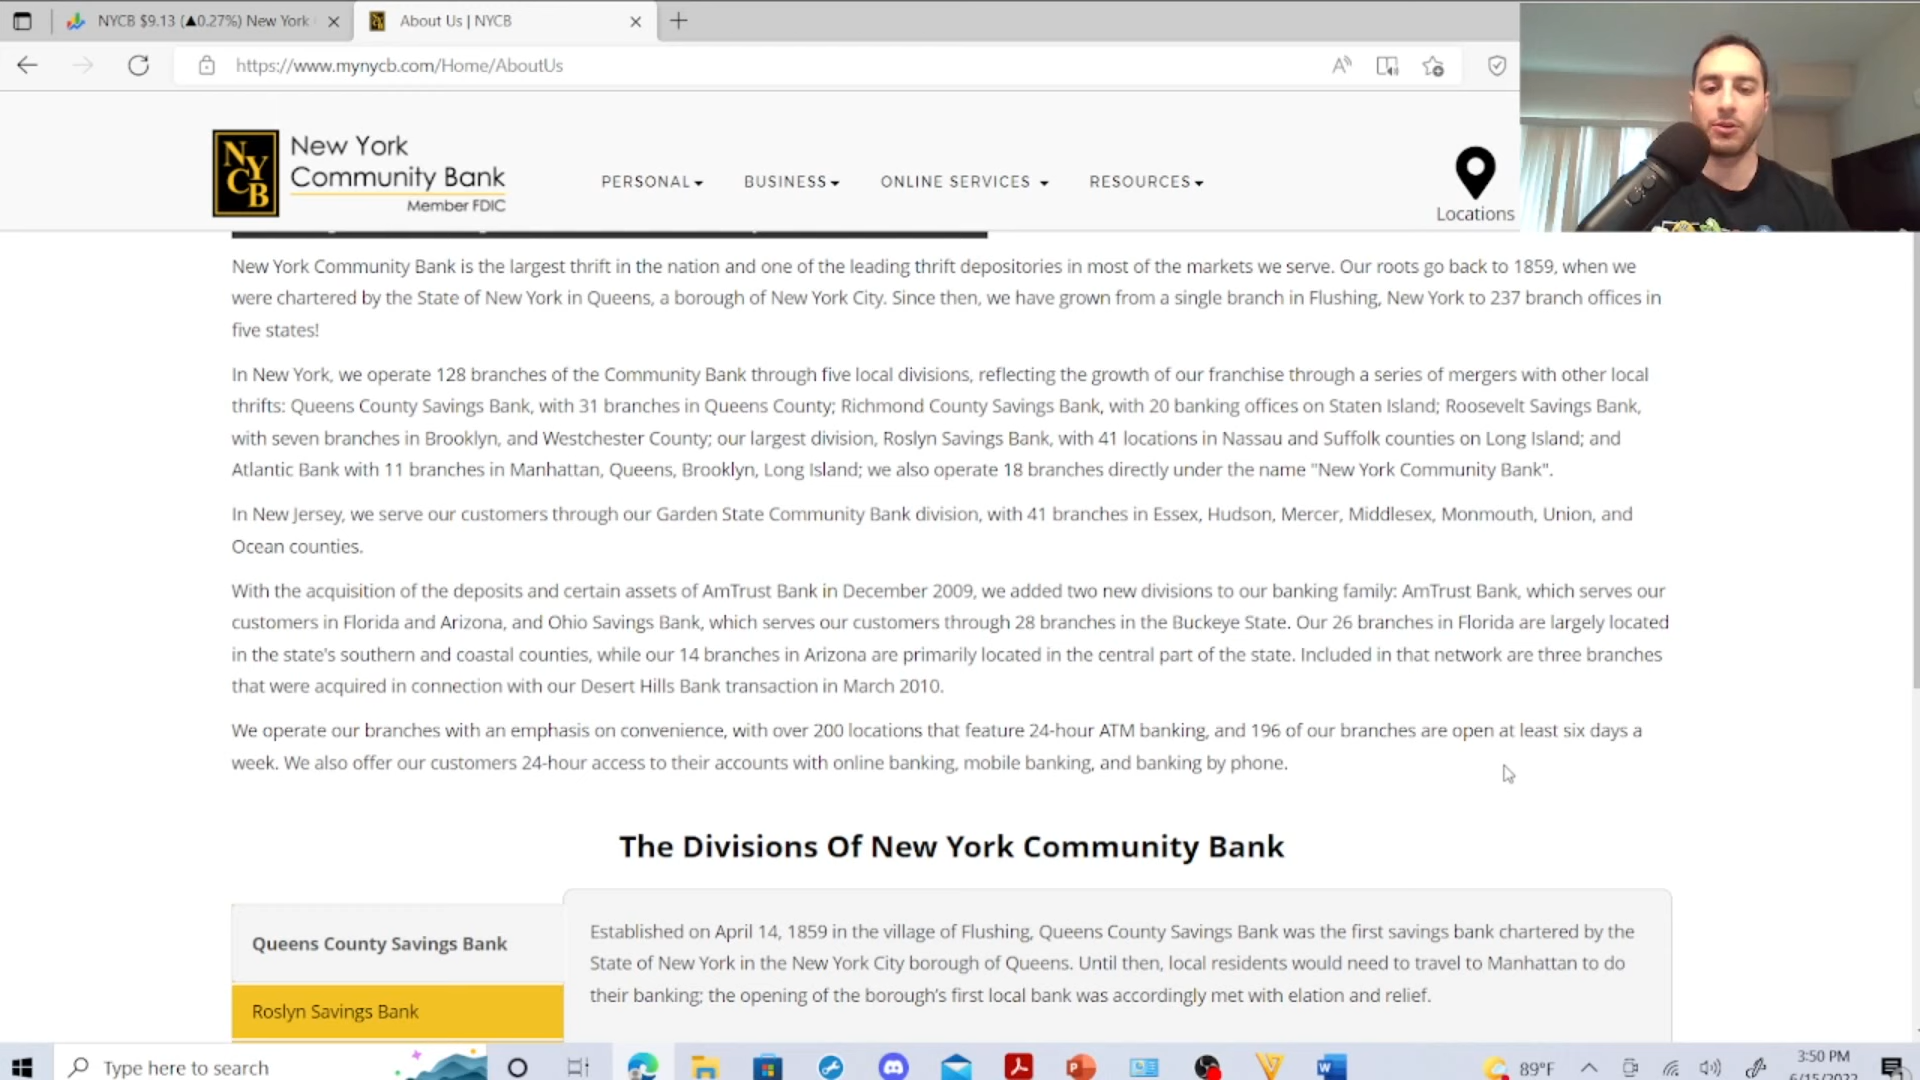 NYCB $9.13 (▲0.27%) New York
About Us | NYCB
https://www.mynycb.com/Home/AboutUs
NYCB
New York
Community Bank
Member FDIC
PERSONAL
BUSINESS
ONLINE SERVICES
RESOURCES
Locations
New York Community Bank is the largest thrift in the nation and one of the leading thrift depositories in most of the markets we serve. Our roots go back to 1859, when we
were chartered by the State of New York in Queens, a borough of New York City. Since then, we have grown from a single branch in Flushing, New York to 237 branch offices in
five states!
In New York, we operate 128 branches of the Community Bank through five local divisions, reflecting the growth of our franchise through a series of mergers with other local
thrifts: Queens County Savings Bank, with 31 branches in Queens County; Richmond County Savings Bank, with 20 banking offices on Staten Island; Roosevelt Savings Bank,
with seven branches in Brooklyn, and Westchester County; our largest division, Roslyn Savings Bank, with 41 locations in Nassau and Suffolk counties on Long Island; and
Atlantic Bank with 11 branches in Manhattan, Queens, Brooklyn, Long Island; we also operate 18 branches directly under the name "New York Community Bank".
In New Jersey, we serve our customers through our Garden State Community Bank division, with 41 branches in Essex, Hudson, Mercer, Middlesex, Monmouth, Union, and
Ocean counties.
With the acquisition of the deposits and certain assets of AmTrust Bank in December 2009, we added two new divisions to our banking family: AmTrust Bank, which serves our
customers in Florida and Arizona, and Ohio Savings Bank, which serves our customers through 28 branches in the Buckeye State. Our 26 branches in Florida are largely located
in the state's southern and coastal counties, while our 14 branches in Arizona are primarily located in the central part of the state. Included in that network are three branches
that were acquired in connection with our Desert Hills Bank transaction in March 2010.
We operate our branches with an emphasis on convenience, with over 200 locations that feature 24-hour ATM banking, and 196 of our branches are open at least six days a
week. We also offer our customers 24-hour access to their accounts with online banking, mobile banking, and banking by phone.
The Divisions Of New York Community Bank
Queens County Savings Bank
Roslyn Savings Bank
Established on April 14, 1859 in the village of Flushing, Queens County Savings Bank was the first savings bank chartered by the
State of New York in the New York City borough of Queens. Until then, local residents would need to travel to Manhattan to do
their banking; the opening of the borough's first local bank was accordingly met with elation and relief.
Type here to search
89°F
3:50 PM
6/15/2022